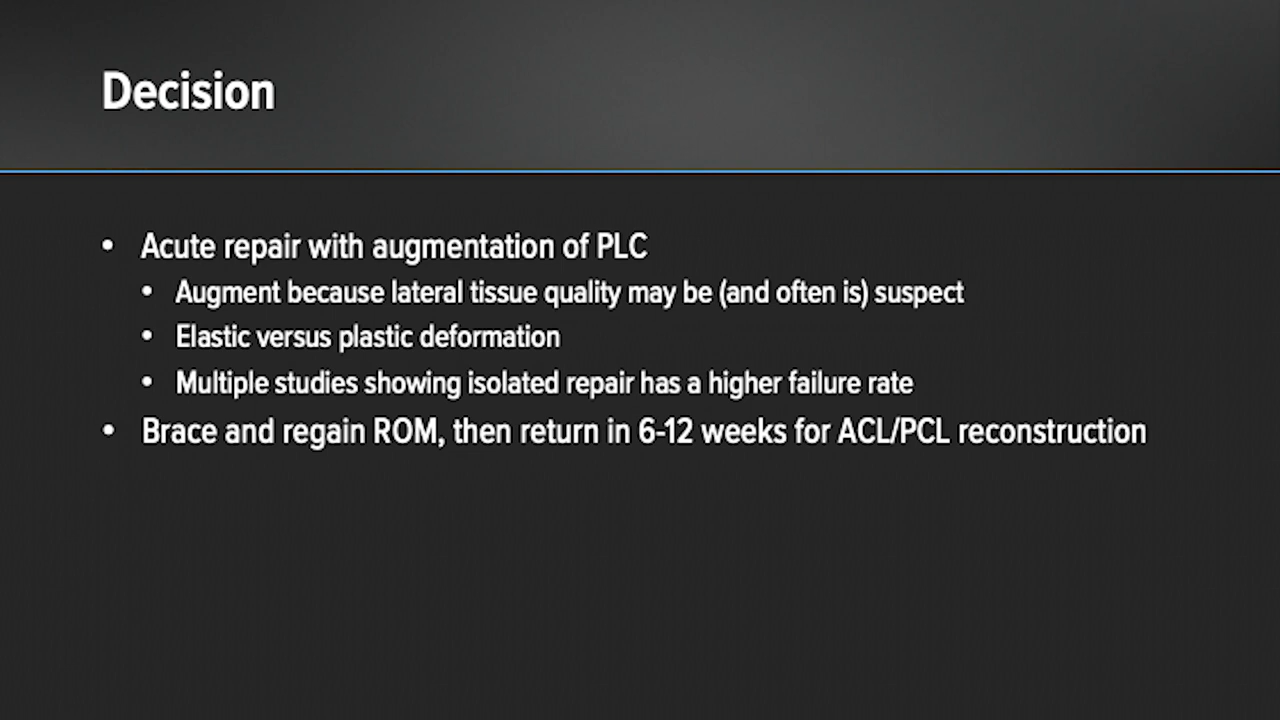 Decision
• Acute repair with augmentation of PLC
• Augment because lateral tissue quality may be (and often is) suspect
• Elastic versus plastic deformation
• Multiple studies showing isolated repair has a higher failure rate
• Brace and regain ROM, then return in 6-12 weeks for ACL/PCL reconstruction